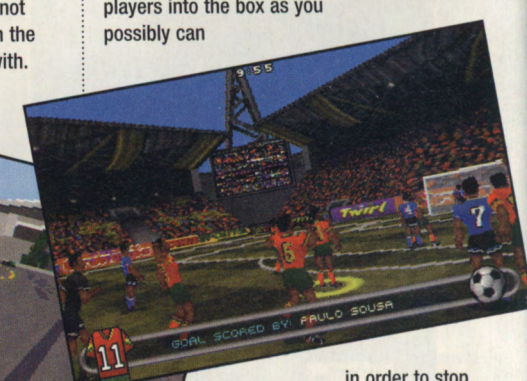 not
n the
with.
players into the box as you
possibly can
9:55
Twirl
6
7
GOAL SCORED BY: PAULO SOUSA
11
in order to stop